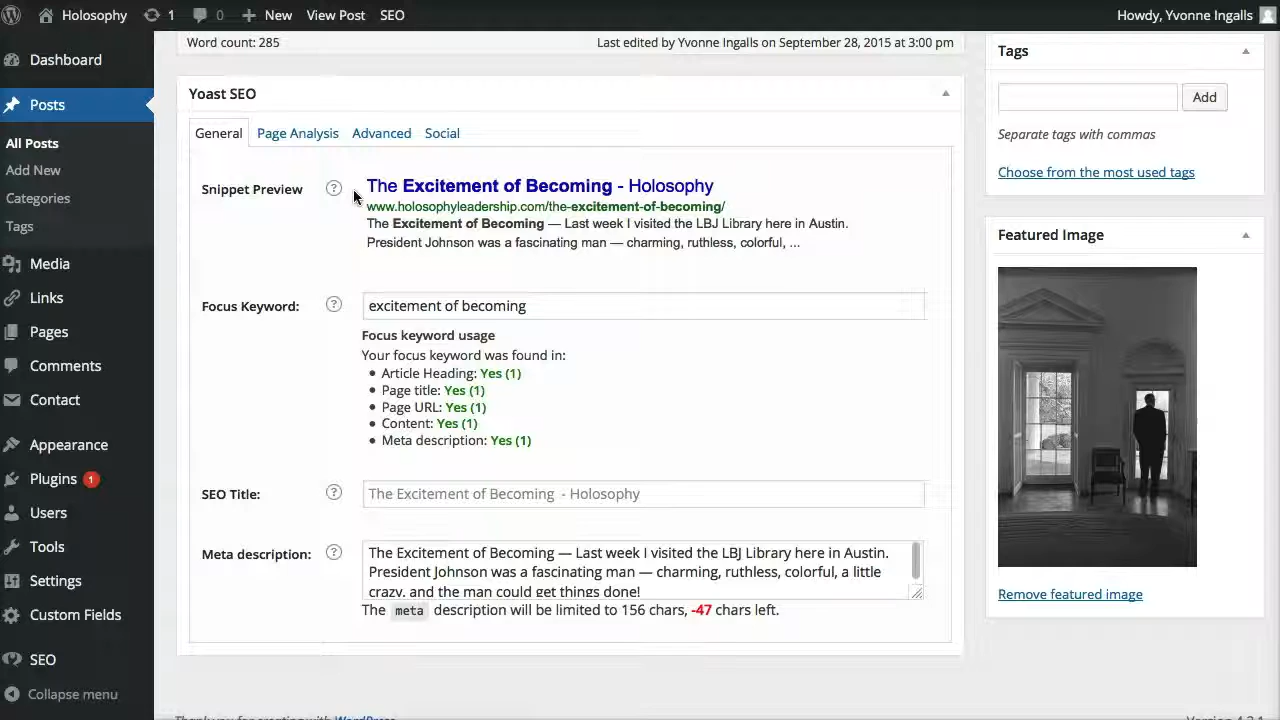 Holosophy 1 0 New View Post SEO Howdy, Yvonne Ingalls
Dashboard
Posts
All Posts
Add New
Categories
Tags
Media
Links
Pages
Comments
Contact
Appearance
Plugins 1
Users
Tools
Settings
Custom Fields
SEO
Collapse menu
Word count: 285 Last edited by Yvonne Ingalls on September 28, 2015 at 3:00 pm
Yoast SEO
General Page Analysis Advanced Social
Snippet Preview ? The Excitement of Becoming - Holosophy
www.holosophyleadership.com/the-excitement-of-becoming/
The Excitement of Becoming — Last week I visited the LBJ Library here in Austin.
President Johnson was a fascinating man — charming, ruthless, colorful, ...
Focus Keyword: ? excitement of becoming
Focus keyword usage
Your focus keyword was found in:
• Article Heading: Yes (1)
• Page title: Yes (1)
• Page URL: Yes (1)
• Content: Yes (1)
• Meta description: Yes (1)
SEO Title: ? The Excitement of Becoming - Holosophy
Meta description: ? The Excitement of Becoming — Last week I visited the LBJ Library here in Austin.
President Johnson was a fascinating man — charming, ruthless, colorful, a little
crazy, and the man could get things done!
The meta description will be limited to 156 chars, -47 chars left.
Thank you for creating with WordPress
Tags
Add
Separate tags with commas
Choose from the most used tags
Featured Image
Remove featured image